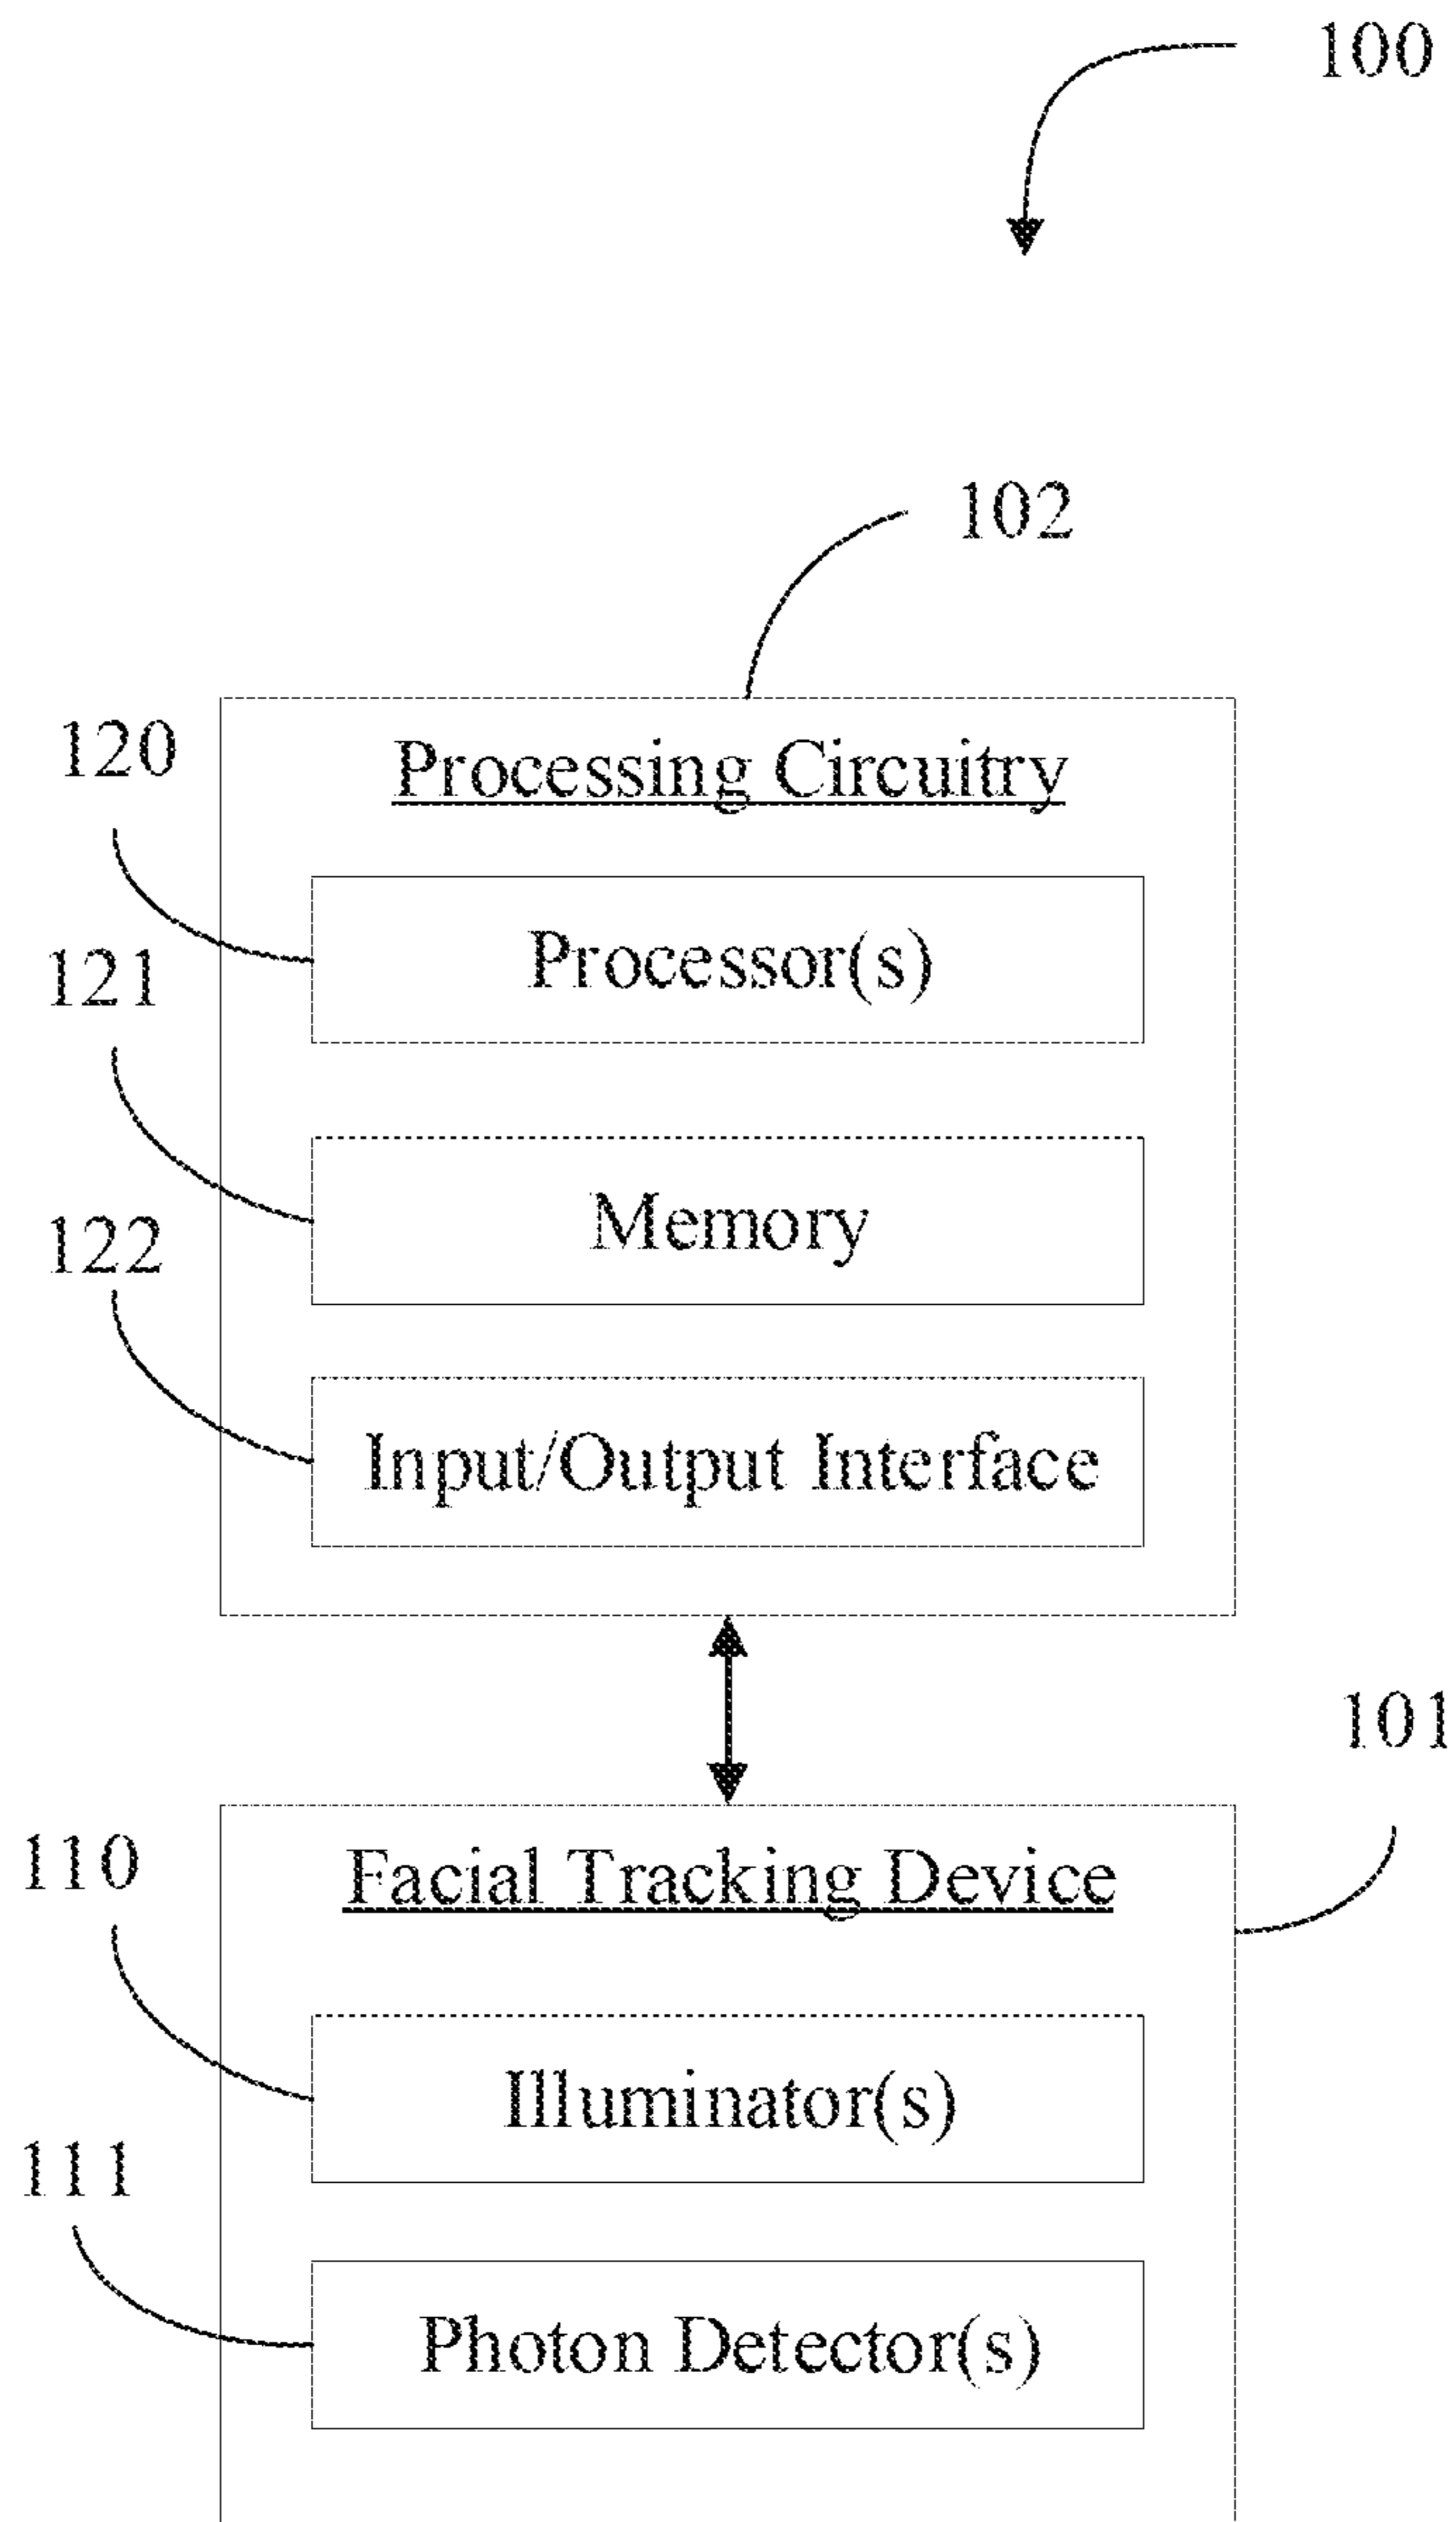 100
102
120
Processing Circuitry
Processor(s)
121
Memory
122
Input/Output Interface
101
110
Facial Tracking Device
Illuminator(s)
111
Photon Detector(s)